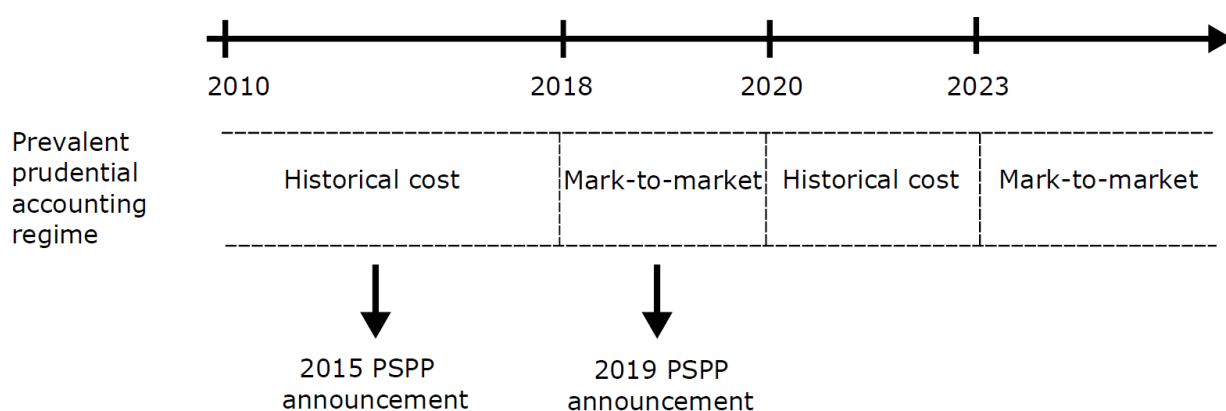 2010
2018
2020
2023
Prevalent
prudential
accounting
regime
Historical cost
Mark-to-market
Historical cost
Mark-to-market
2015 PSPP
announcement
2019 PSPP
announcement